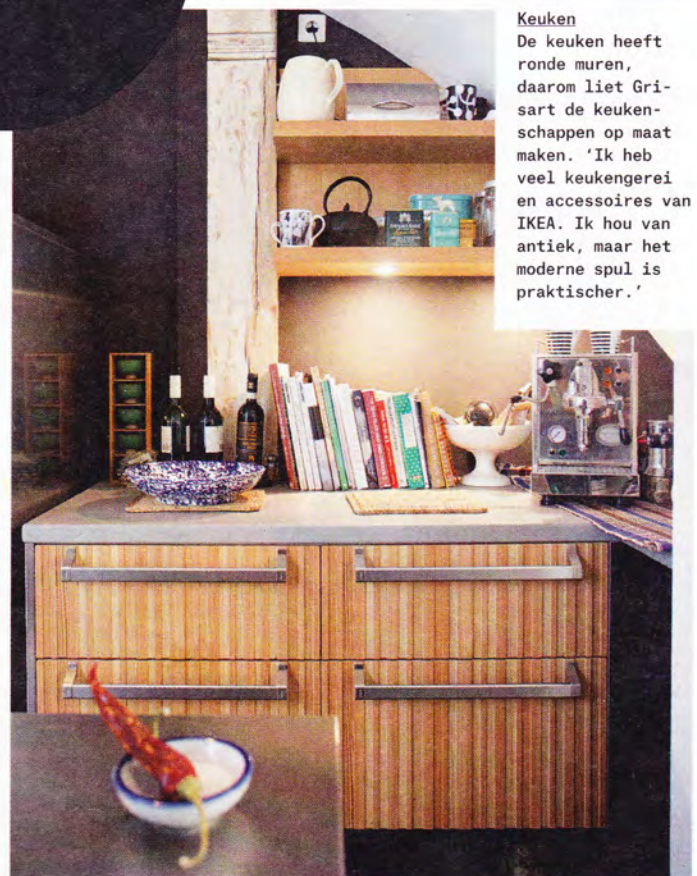 Keuken
De keuken heeft
ronde muren,
daarom liet Gri-
sart de keuken-
schappen op maat
maken. ‘Ik heb
veel keukengerei
en accessoires van
IKEA. Ik hou van
antiek, maar het
moderne spul is
praktischer.’